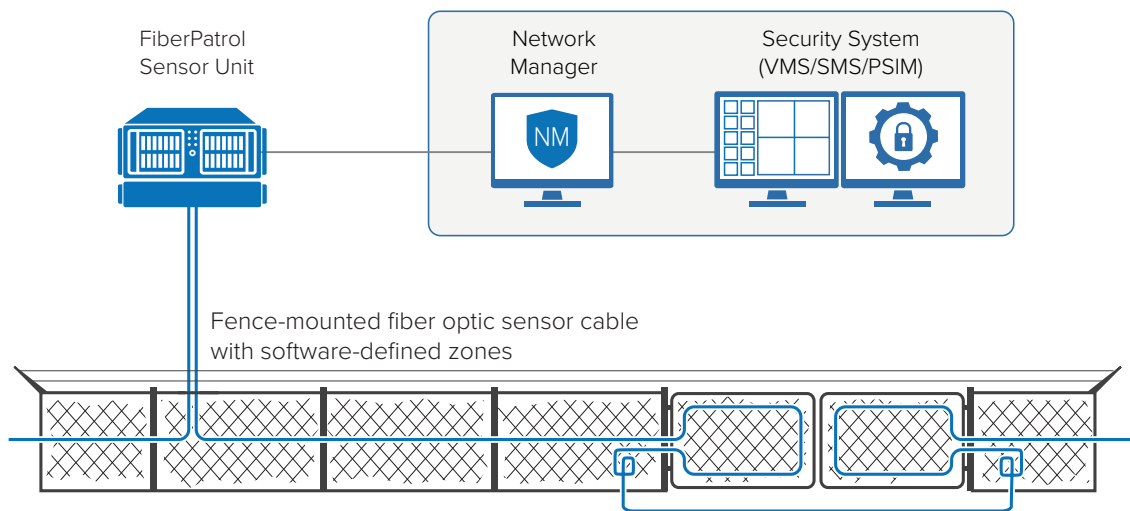 FiberPatrol
Sensor Unit
Network
Manager
Security System
(VMS/SMS/PSIM)
NM
Fence-mounted fiber optic sensor cable
with software-defined zones